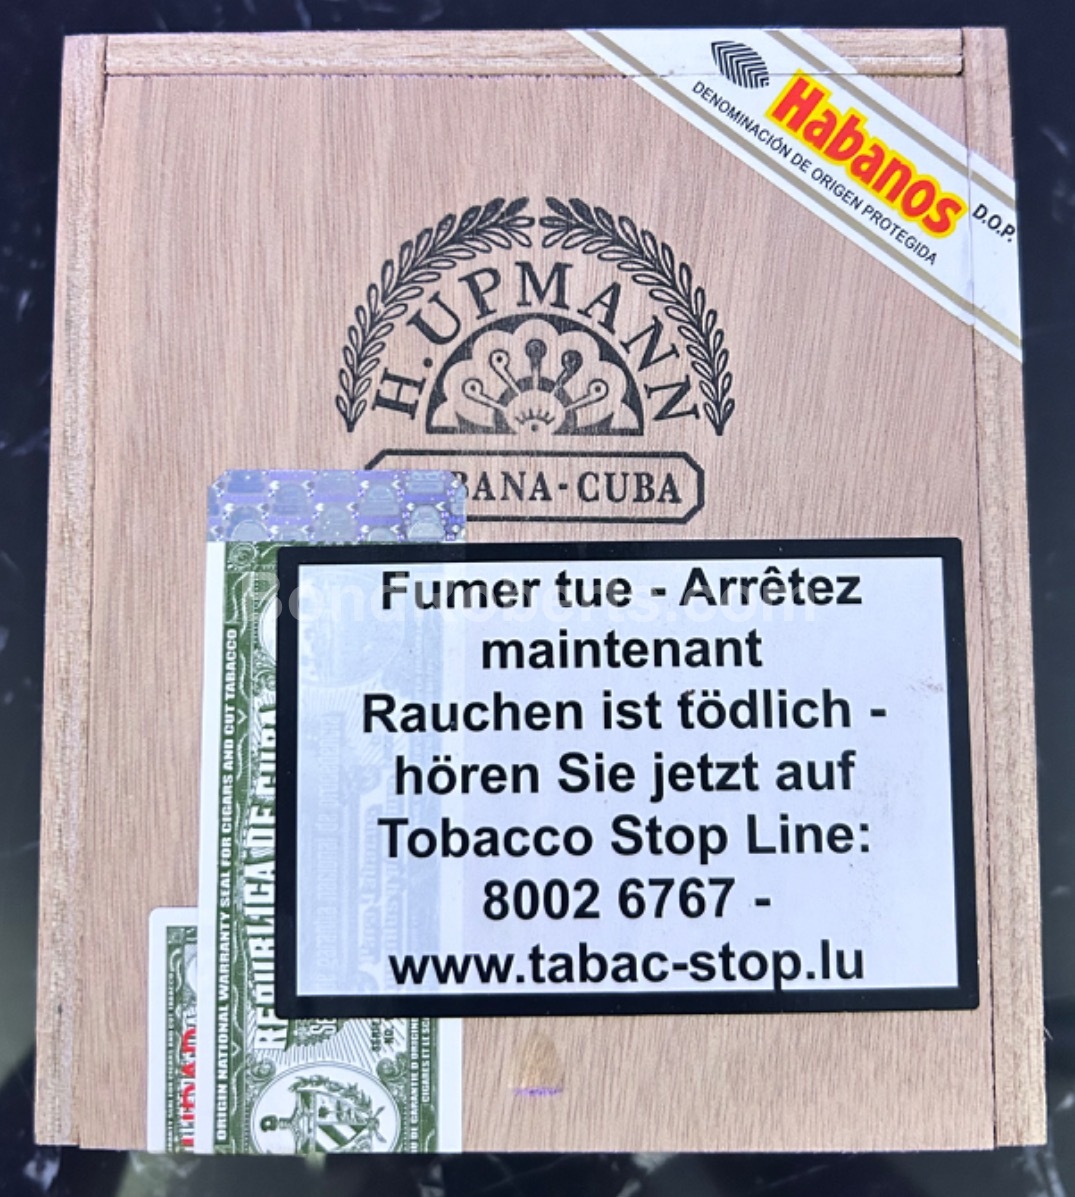 Habanos
DENOMINACIÓN DE ORIGEN PROTEGIDA
D.O.P.
H. UPMANN
BANA-CUBA
Fumer tue - Arrêtez
maintenant
Rauchen ist tödlich -
hören Sie jetzt auf
Tobacco Stop Line:
8002 6767 -
www.tabac-stop.lu
ORIGIN NATIONAL WARRANTY SEAL FOR CIGARS AND CUT TABACCO
REPUBLICA DE CUBA